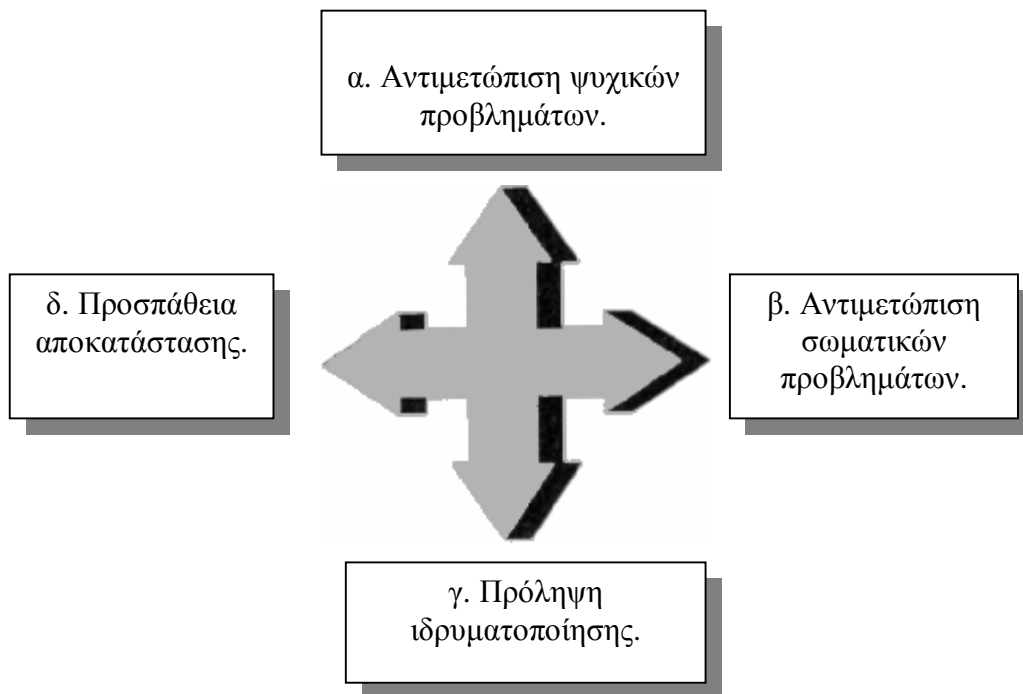 α. Αντιμετώπιση ψυχικών
προβλημάτων.
δ. Προσπάθεια
αποκατάστασης.
β. Αντιμετώπιση
σωματικών
προβλημάτων.
γ. Πρόληψη
ιδρυματοποίησης.